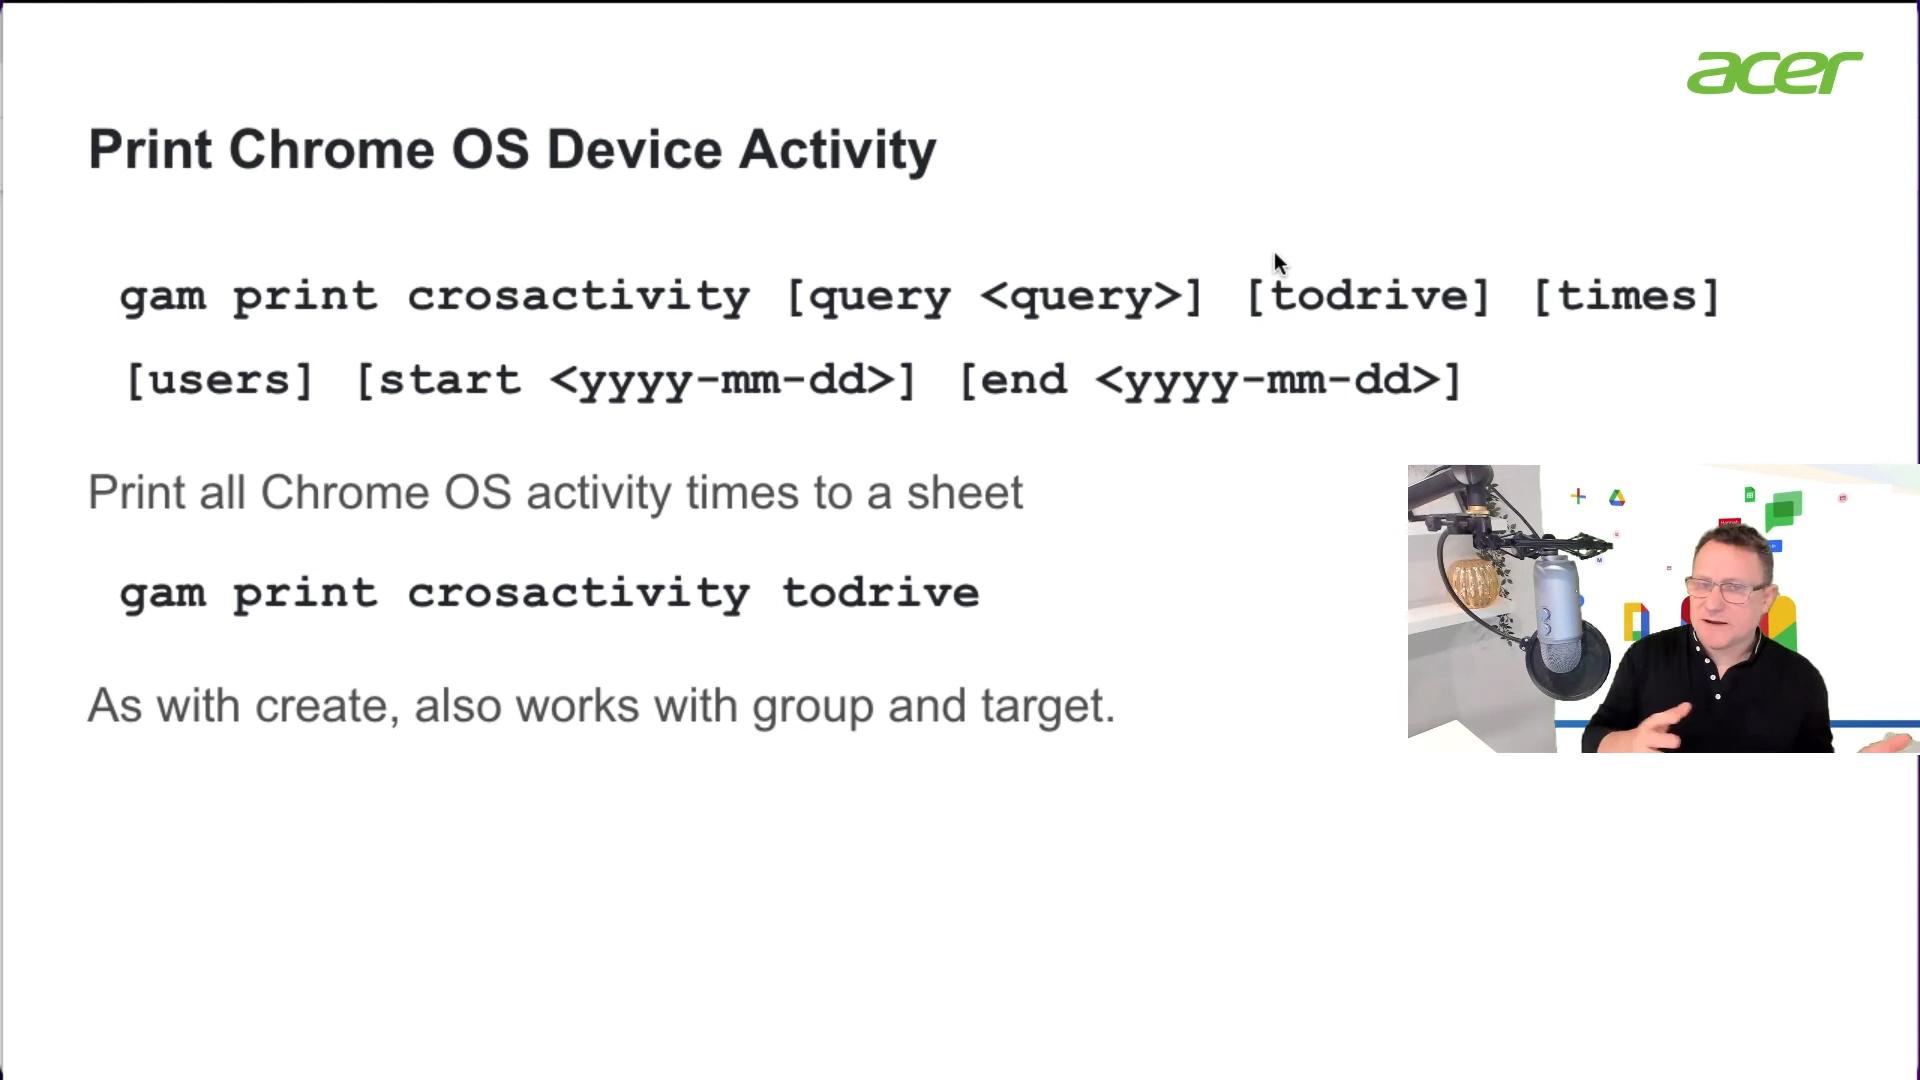 acer
Print Chrome OS Device Activity
gam print crosactivity [query <query>] [todrive] [times]
[users] [start <yyyy-mm-dd>] [end <yyyy-mm-dd>]
Print all Chrome OS activity times to a sheet
gam print crosactivity todrive
As with create, also works with group and target.